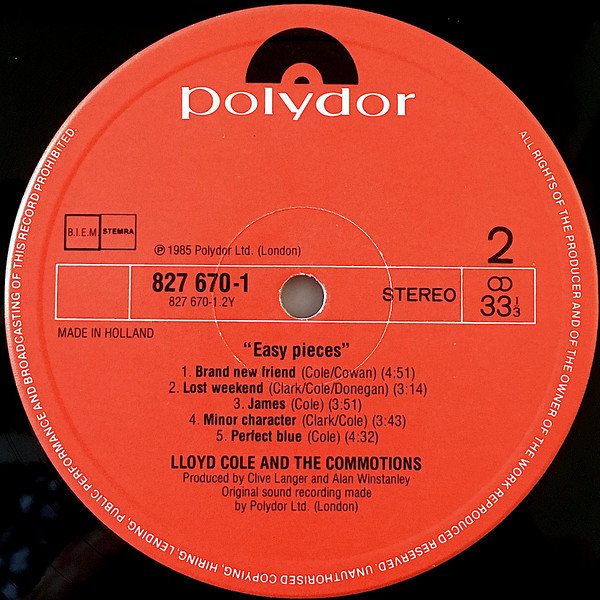 polydor
B.I.E.M STEMRA
℗ 1985 Polydor Ltd. (London)
2
827 670-1
827 670-1.2Y
STEREO
33 1/3
MADE IN HOLLAND
“Easy pieces”
1. Brand new friend (Cole/Cowan) (4:51)
2. Lost weekend (Clark/Cole/Donegan) (3:14)
3. James (Cole) (3:51)
4. Minor character (Clark/Cole) (3:43)
5. Perfect blue (Cole) (4:32)
LLOYD COLE AND THE COMMOTIONS
Produced by Clive Langer and Alan Winstanley
Original sound recording made
by Polydor Ltd. (London)
ALL RIGHTS OF THE PRODUCER AND OF THE OWNER OF THE WORK REPRODUCED RESERVED. UNAUTHORISED COPYING, HIRING, LENDING, PUBLIC PERFORMANCE AND BROADCASTING OF THIS RECORD PROHIBITED.